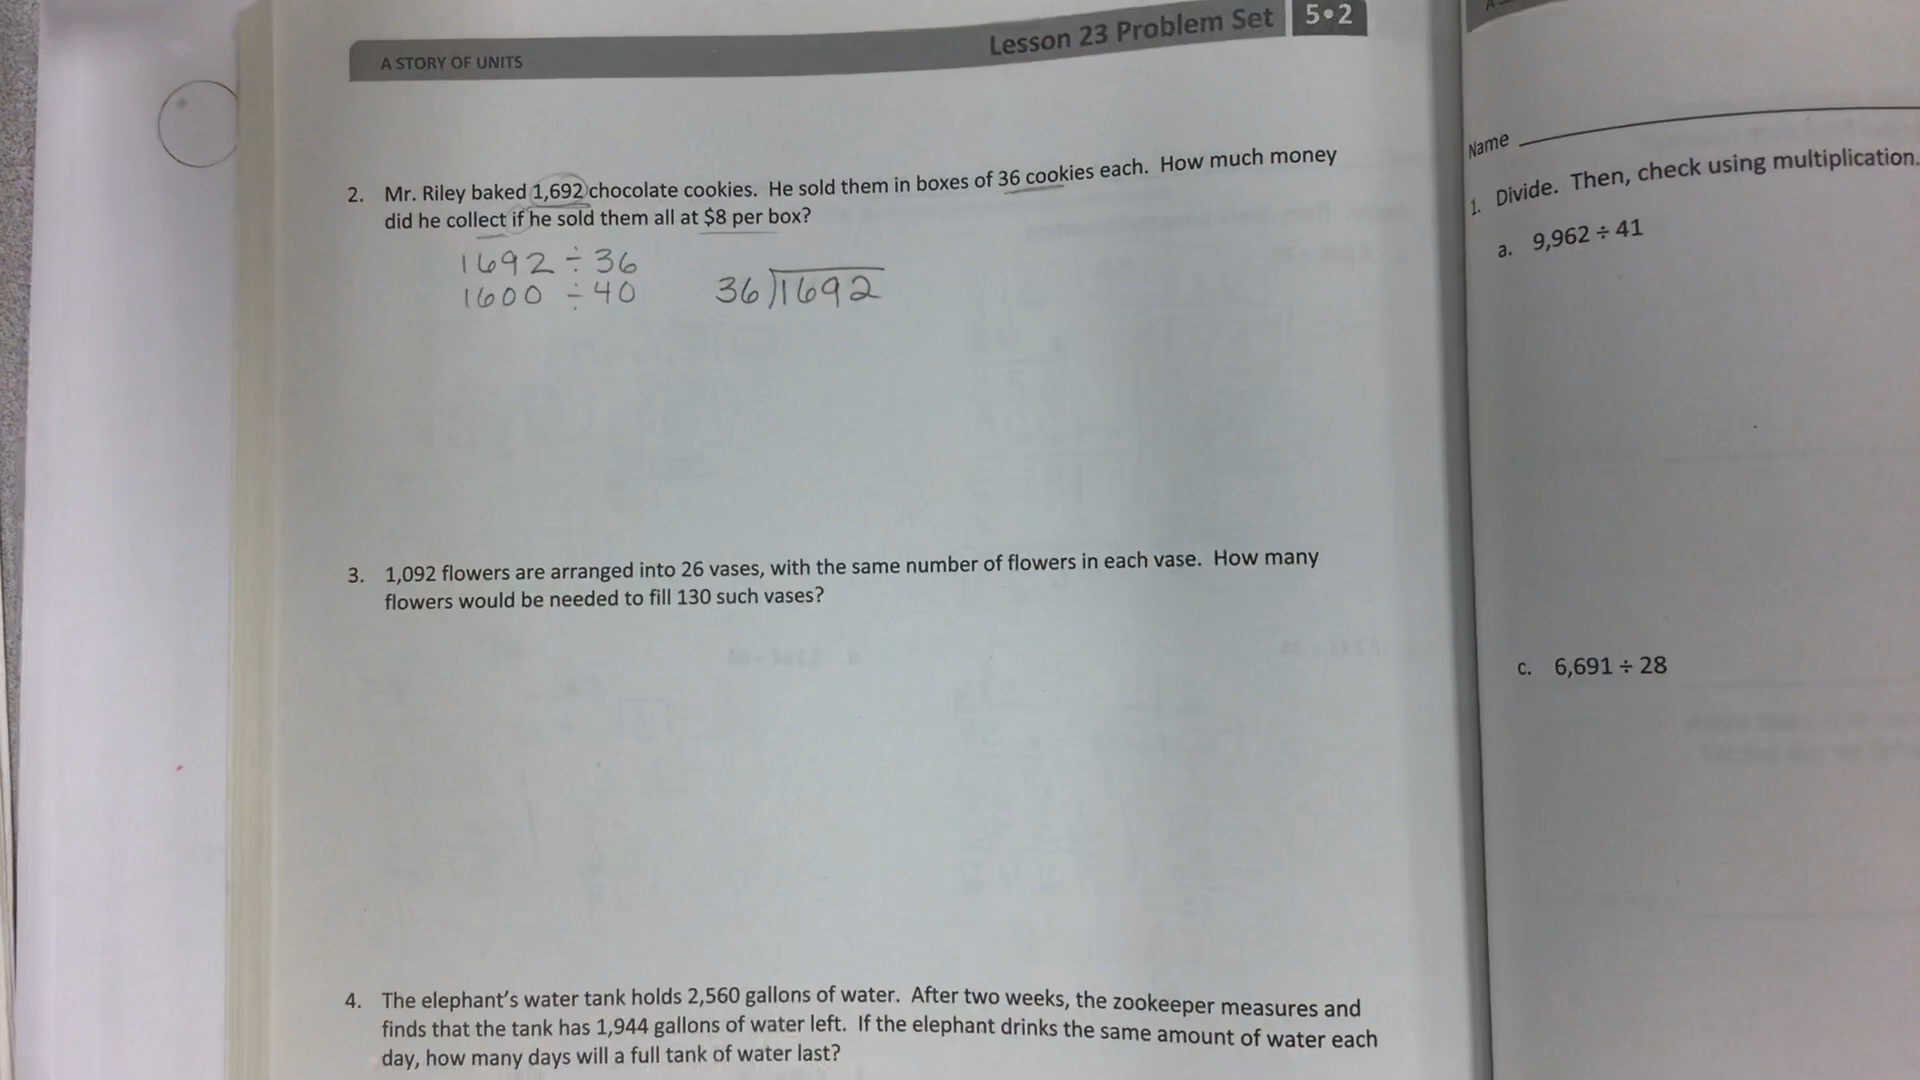 A STORY OF UNITS
Lesson 23 Problem Set 5•2
2. Mr. Riley baked 1,692 chocolate cookies. He sold them in boxes of 36 cookies each. How much money
did he collect if he sold them all at $8 per box?
1692 ÷ 36
1600 ÷ 40
36)1692
3. 1,092 flowers are arranged into 26 vases, with the same number of flowers in each vase. How many
flowers would be needed to fill 130 such vases?
4. The elephant's water tank holds 2,560 gallons of water. After two weeks, the zookeeper measures and
finds that the tank has 1,944 gallons of water left. If the elephant drinks the same amount of water each
day, how many days will a full tank of water last?
Name
1. Divide. Then, check using multiplication.
a. 9,962 ÷ 41
c. 6,691 ÷ 28